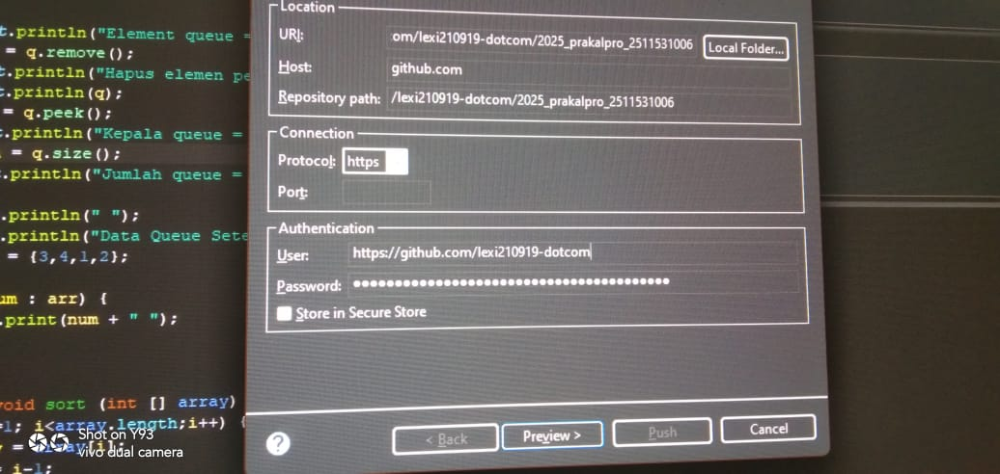 t.println("Element queue =
= q.remove();
t.println("Hapus elemen pe
t.println(q);
= q.peek();
t.println("Kepala queue =
= q.size();
t.println("Jumlah queue =
.println(" ");
.println("Data Queue Sete
= {3,4,1,2};
um : arr) {
.print(num + " ");
void sort (int [] array)
=1; i<array.length;i++) {
= array[i];
= i-1;
Location
URI: om/lexi210919-dotcom/2025_prakalpro_2511531006 Local Folder...
Host: github.com
Repository path: /lexi210919-dotcom/2025_prakalpro_2511531006
Connection
Protocol: https
Port:
Authentication
User: https://github.com/lexi210919-dotcom
Password: ●●●●●●●●●●●●●●●●●●●●●●●●●●●●●●●●●●●●●●●●
Store in Secure Store
? < Back Preview > Push Cancel
Shot on Y93
vivo dual camera